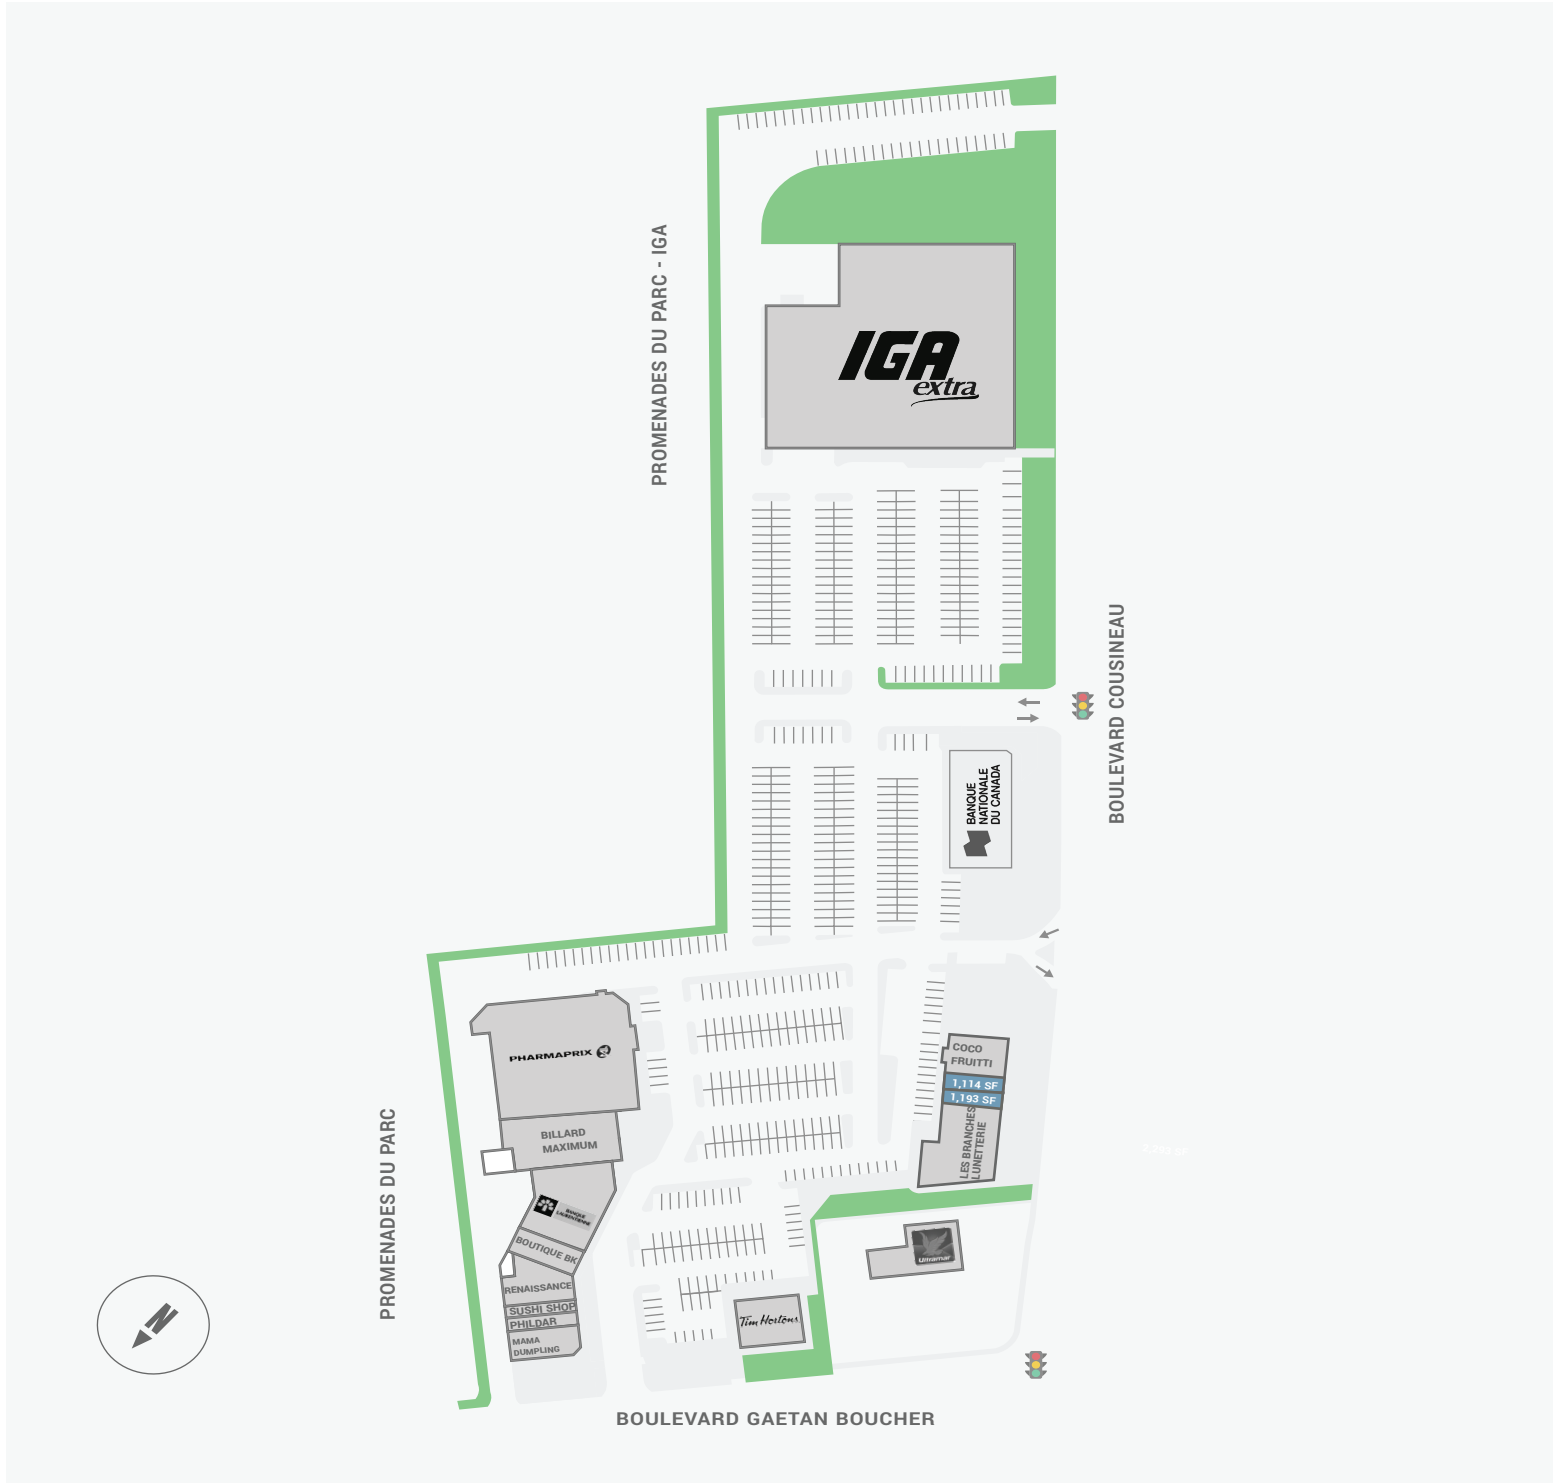 PROMENADES DU PARC - IGA
IGA
extra
BOULEVARD COUSINEAU
BANQUE
NATIONALE
DU CANADA
PHARMAPRIX
BILLARD
MAXIMUM
BANQUE
LAURENTIENNE
BOUTIQUE BK
RENAISSANCE
SUSHI SHOP
PHILDAR
MAMA
DUMPLING
COCO
FRUITTI
1,114 SF
1,193 SF
LES BRANCHES
LUNETTERIE
Ultramar
Tim Hortons
PROMENADES DU PARC
N
BOULEVARD GAETAN BOUCHER